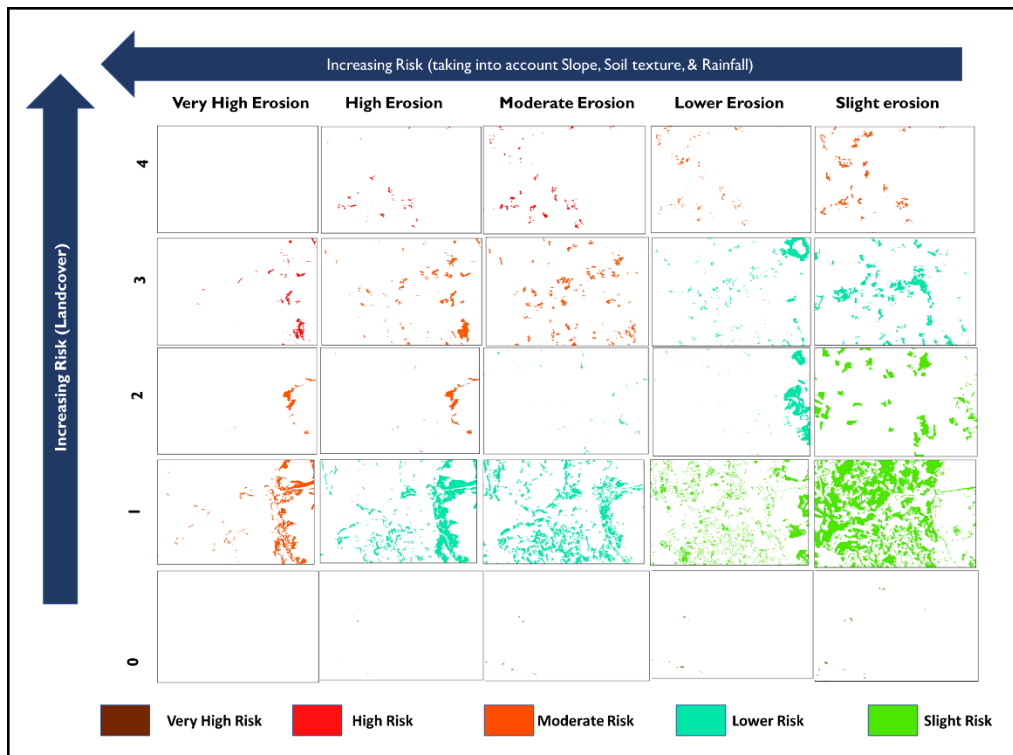 Increasing Risk (taking into account Slope, Soil texture, & Rainfall)
Very High Erosion High Erosion Moderate Erosion Lower Erosion Slight erosion
Increasing Risk (Landcover)
4
3
2
1
0
Very High Risk High Risk Moderate Risk Lower Risk Slight Risk